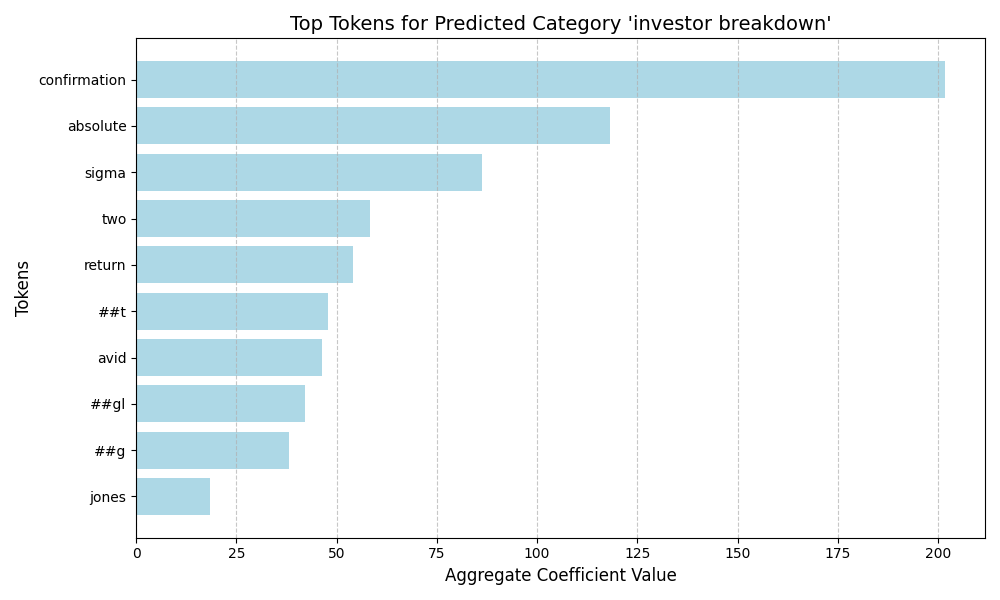 Top Tokens for Predicted Category 'investor breakdown'
confirmation
absolute
sigma
two
return
##t
avid
##gl
##g
jones
Tokens
0 25 50 75 100 125 150 175 200
Aggregate Coefficient Value